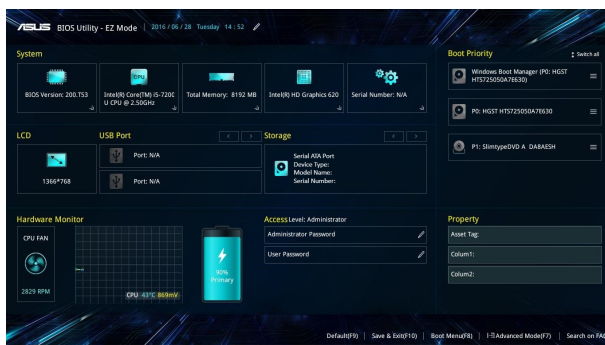 ASUS BIOS Utility - EZ Mode 2016 / 06 / 28 Tuesday 14 : 52
System
CPU
BIOS Version: 200.T53
Intel(R) Core(TM) i5-7200
U CPU @ 2.50GHz
Total Memory: 8192 MB
Intel(R) HD Graphics 620
Serial Number: N/A
Boot Priority
Switch all
Windows Boot Manager (P0: HGST
HTS725050A7E630)
P0: HGST HTS725050A7E630
P1: SlimtypeDVD A DA8AESH
LCD
1366*768
USB Port
Port: N/A
Port: N/A
Storage
Serial ATA Port
Device Type:
Model Name:
Serial Number:
Hardware Monitor
CPU FAN
2829 RPM
CPU 43°C 869mV
90%
Primary
Access Level: Administrator
Administrator Password
User Password
Property
Asset Tag:
Colum1:
Colum2:
Default(F9) Save & Exit(F10) Boot Menu(F8) Advanced Mode(F7) Search on FA